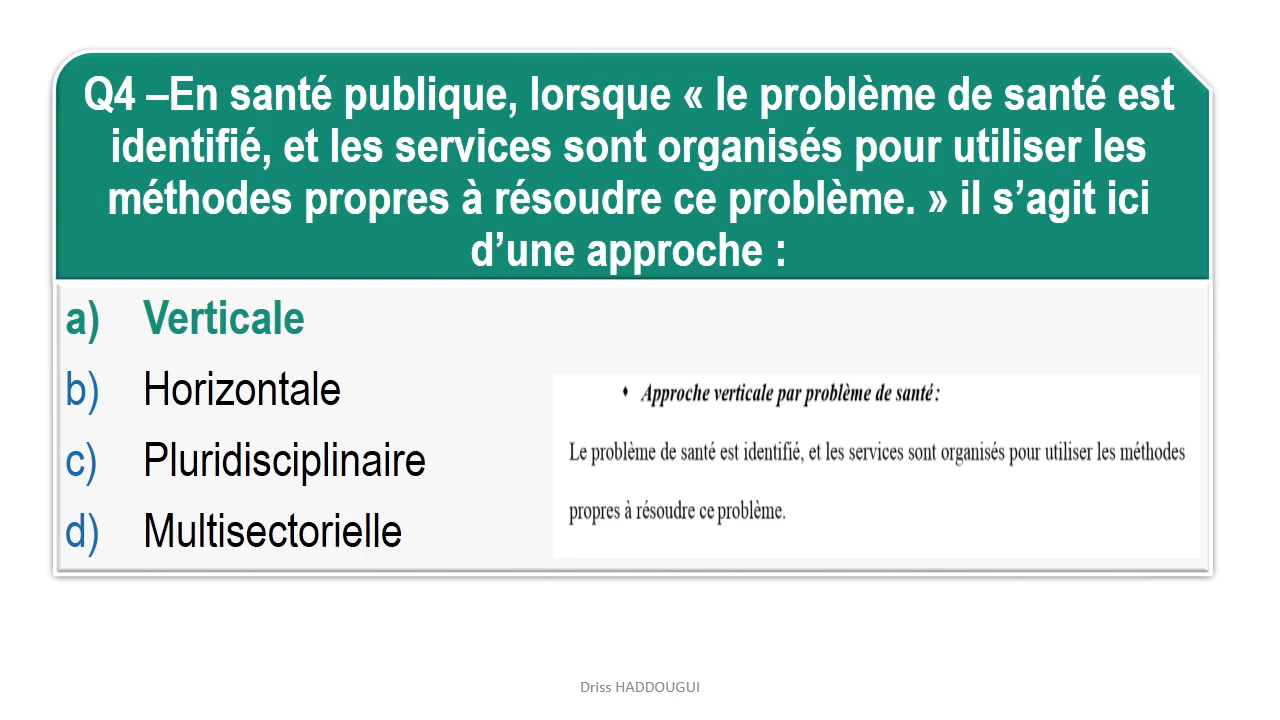 Q4 –En santé publique, lorsque « le problème de santé est
identifié, et les services sont organisés pour utiliser les
méthodes propres à résoudre ce problème. » il s’agit ici
d’une approche :
a) Verticale
b) Horizontale
c) Pluridisciplinaire
d) Multisectorielle
♦ Approche verticale par problème de santé :
Le problème de santé est identifié, et les services sont organisés pour utiliser les méthodes
propres à résoudre ce problème.
Driss HADDOUGUI